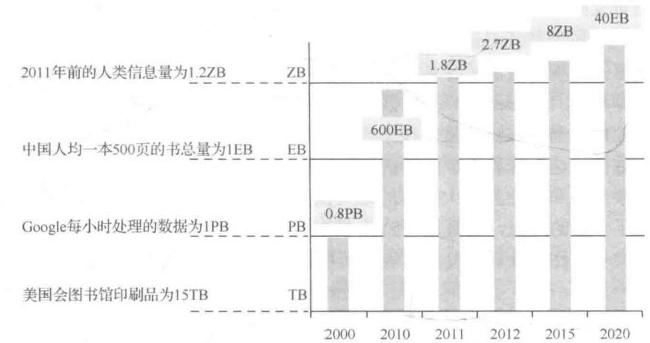 40EB
8ZB
2.7ZB
1.8ZB
2011年前的人类信息量为1.2ZB ZB
600EB
中国人均一本500页的书总量为1EB EB
0.8PB
Google每小时处理的数据为1PB PB
美国会图书馆印刷品为15TB TB
2000 2010 2011 2012 2015 2020